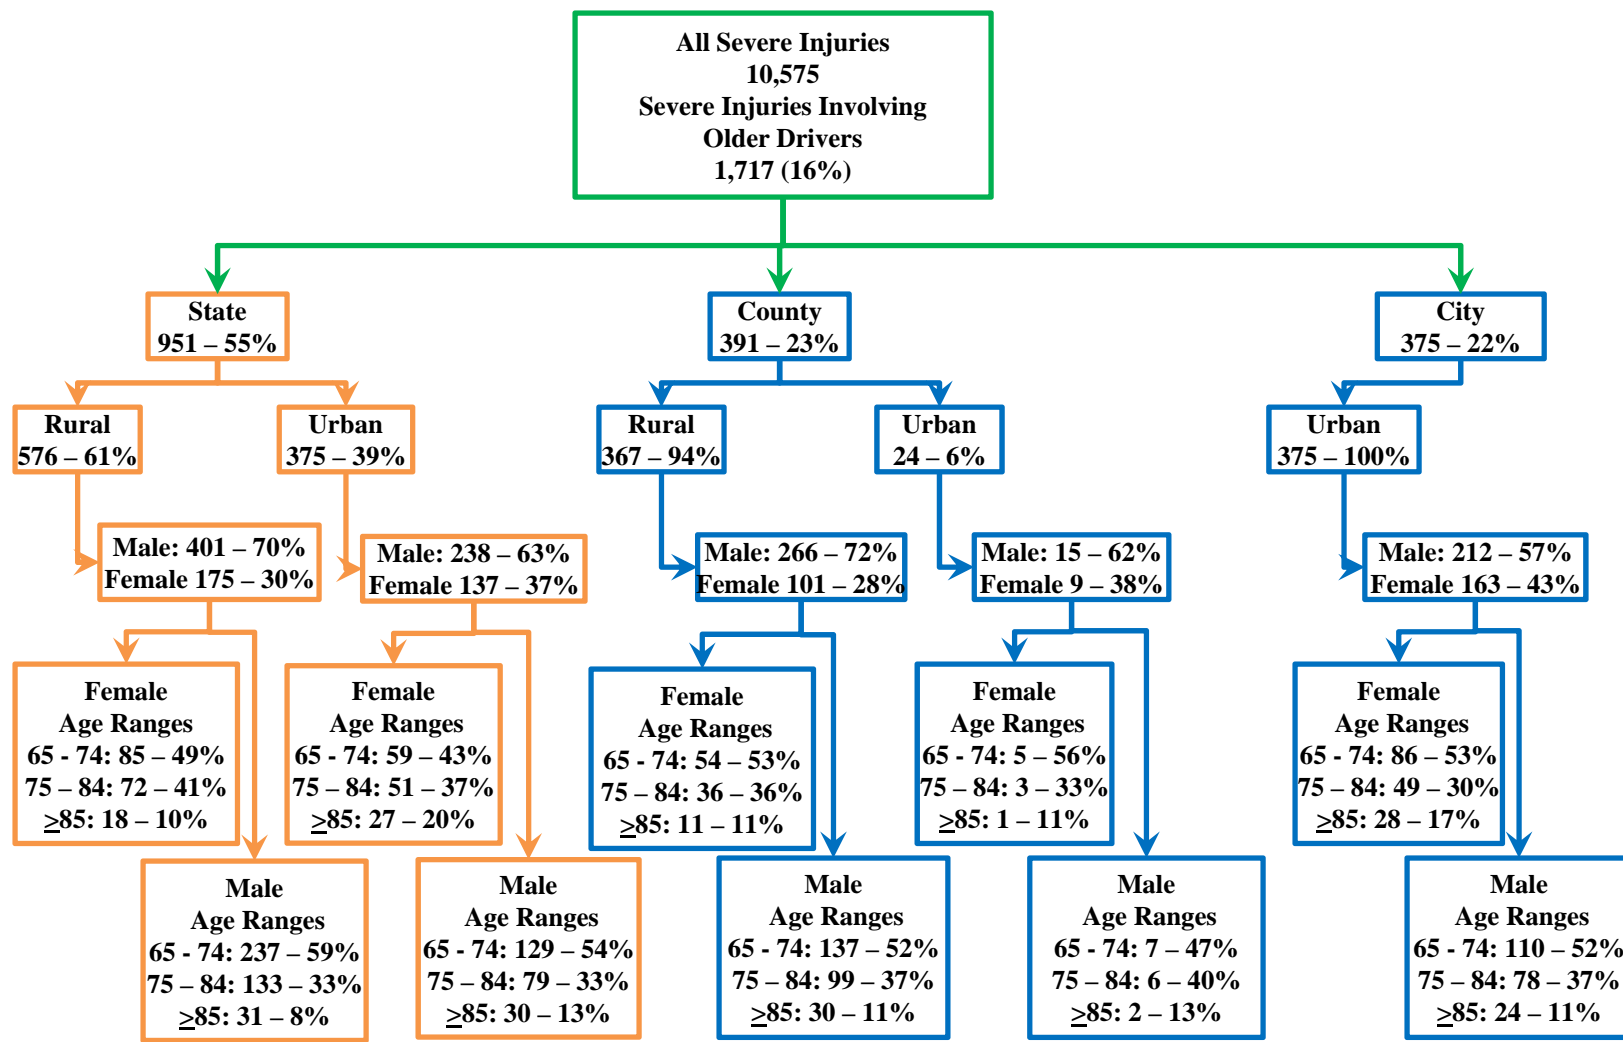 All Severe Injuries
10,575
Severe Injuries Involving
Older Drivers
1,717 (16%)
State
951 – 55%
County
391 – 23%
City
375 – 22%
Rural
576 – 61%
Urban
375 – 39%
Rural
367 – 94%
Urban
24 – 6%
Urban
375 – 100%
Male: 401 – 70%
Female 175 – 30%
Male: 238 – 63%
Female 137 – 37%
Male: 266 – 72%
Female 101 – 28%
Male: 15 – 62%
Female 9 – 38%
Male: 212 – 57%
Female 163 – 43%
Female
Age Ranges
65 - 74: 85 – 49%
75 – 84: 72 – 41%
≥85: 18 – 10%
Female
Age Ranges
65 - 74: 59 – 43%
75 – 84: 51 – 37%
≥85: 27 – 20%
Female
Age Ranges
65 - 74: 54 – 53%
75 – 84: 36 – 36%
≥85: 11 – 11%
Female
Age Ranges
65 - 74: 5 – 56%
75 – 84: 3 – 33%
≥85: 1 – 11%
Female
Age Ranges
65 - 74: 86 – 53%
75 – 84: 49 – 30%
≥85: 28 – 17%
Male
Age Ranges
65 - 74: 237 – 59%
75 – 84: 133 – 33%
≥85: 31 – 8%
Male
Age Ranges
65 - 74: 129 – 54%
75 – 84: 79 – 33%
≥85: 30 – 13%
Male
Age Ranges
65 - 74: 137 – 52%
75 – 84: 99 – 37%
≥85: 30 – 11%
Male
Age Ranges
65 - 74: 7 – 47%
75 – 84: 6 – 40%
≥85: 2 – 13%
Male
Age Ranges
65 - 74: 110 – 52%
75 – 84: 78 – 37%
≥85: 24 – 11%